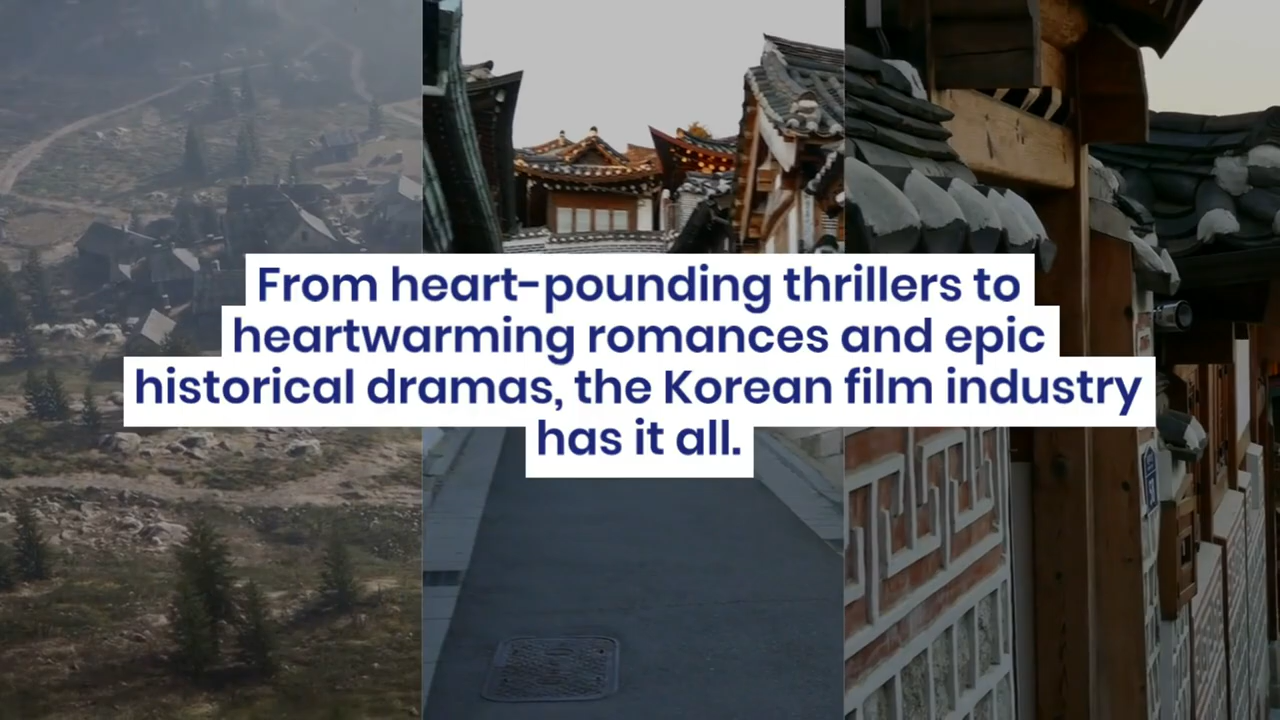 From heart-pounding thrillers to
heartwarming romances and epic
historical dramas, the Korean film industry
has it all.